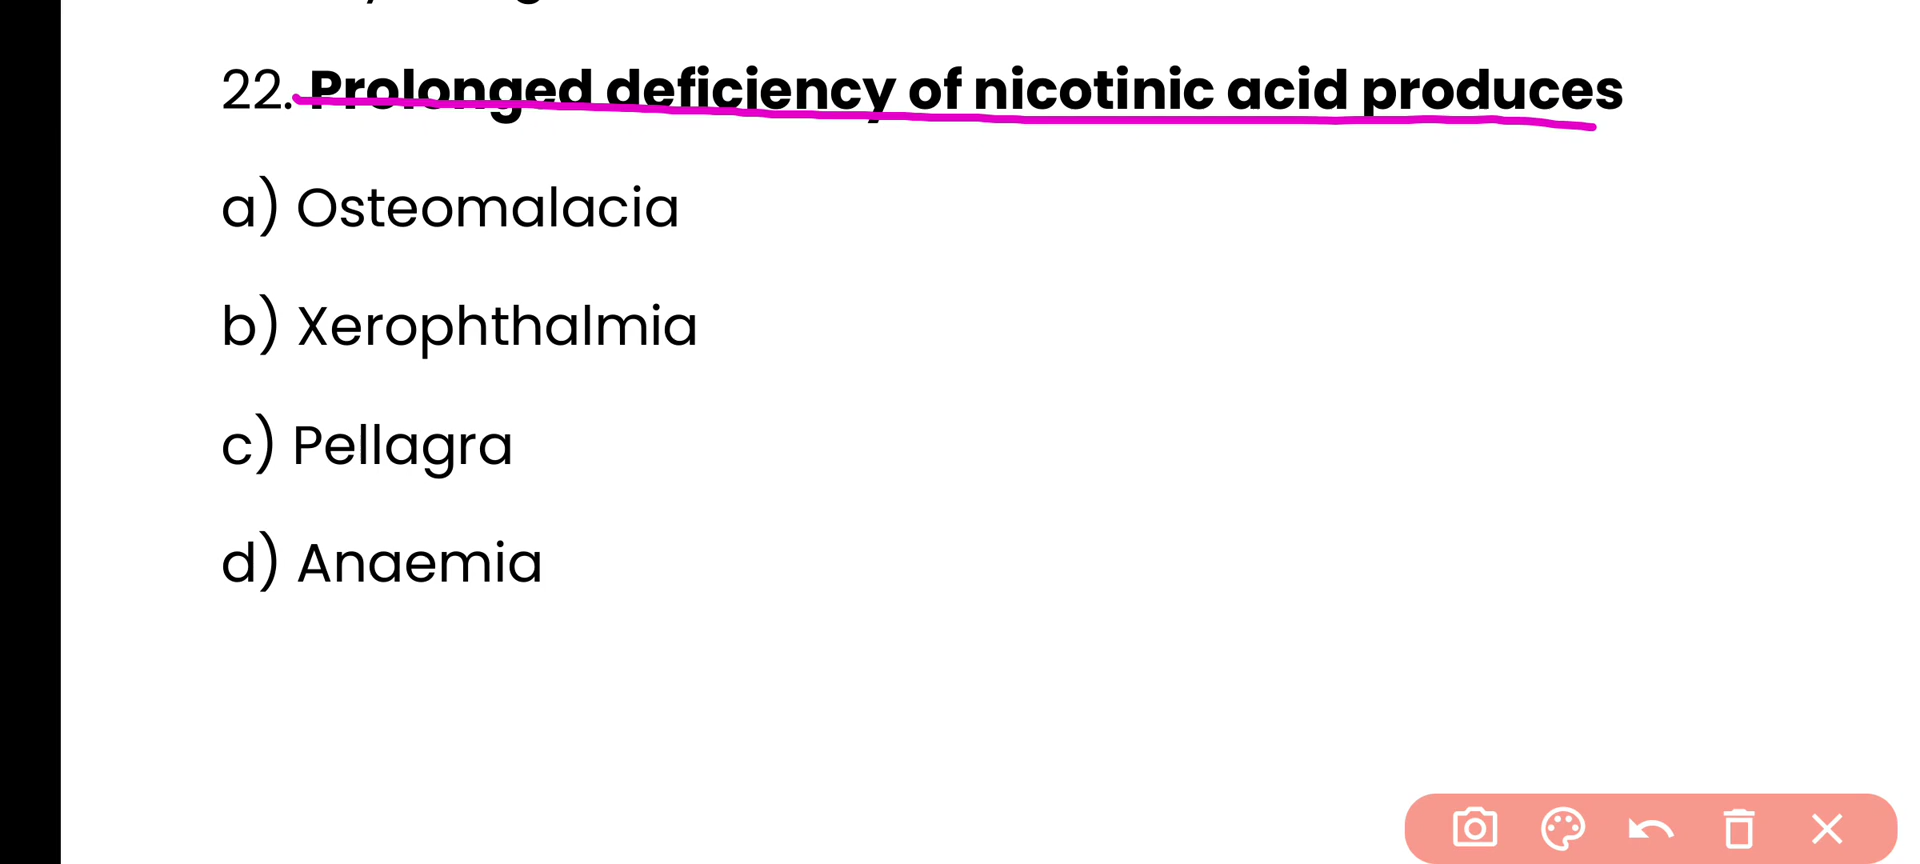 22. Prolonged deficiency of nicotinic acid produces
a) Osteomalacia
b) Xerophthalmia
c) Pellagra
d) Anaemia